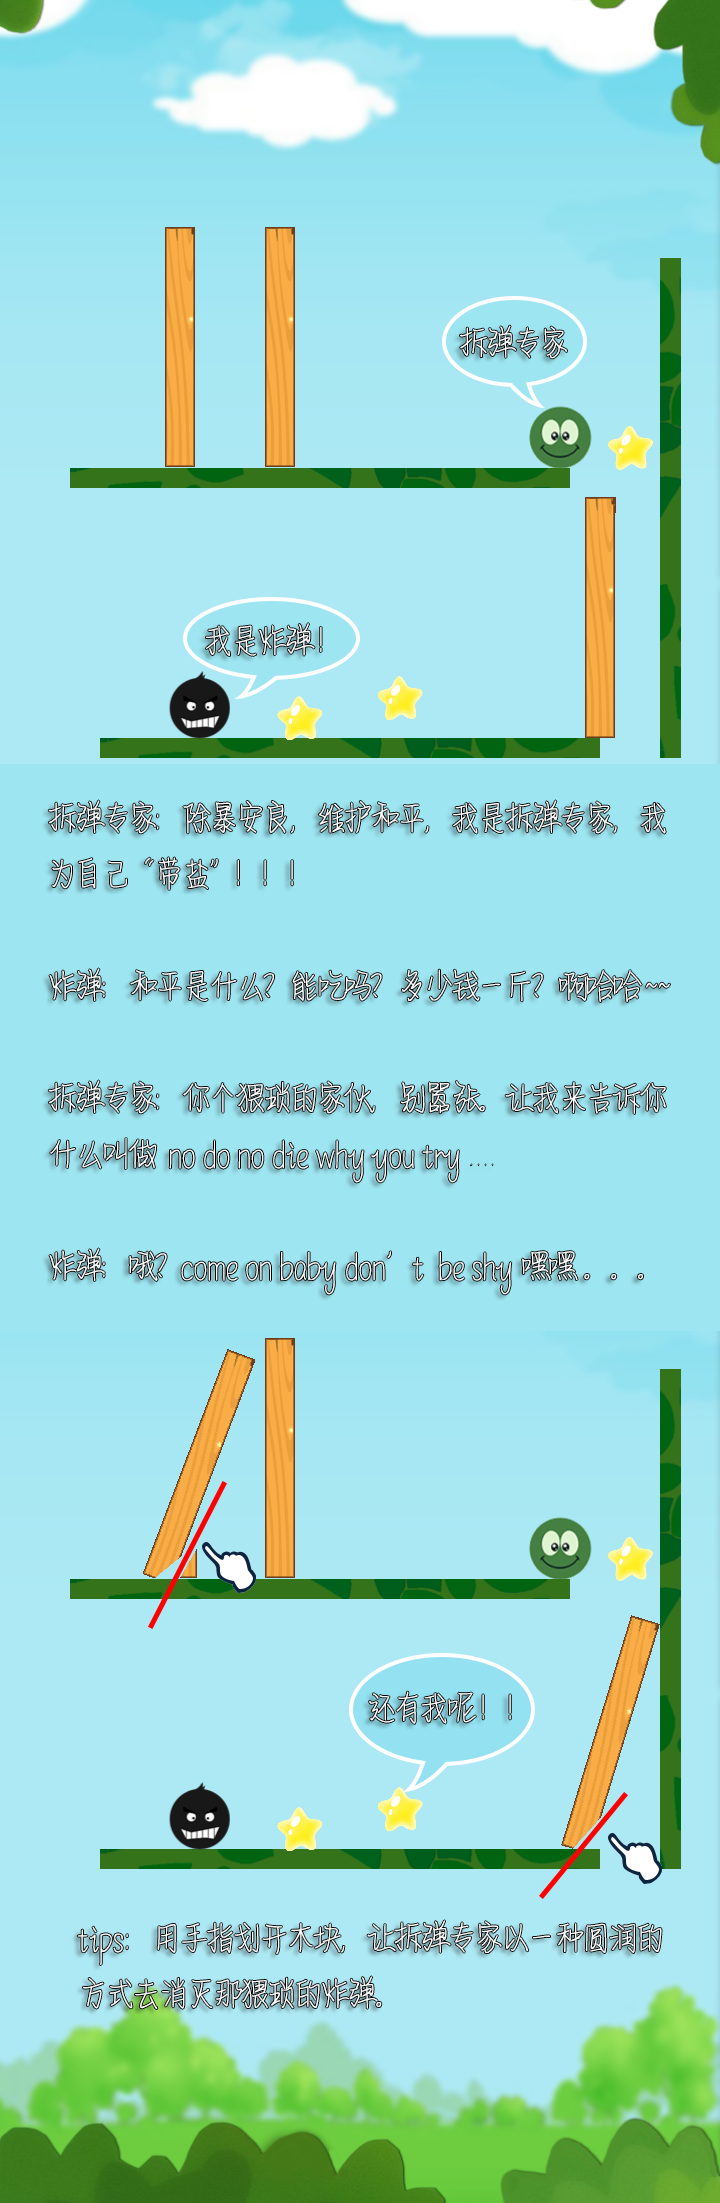 拆弹专家
我是炸弹!
拆弹专家: 除暴安良, 维护和平, 我是拆弹专家, 我
为自己“带盐”!!!
炸弹: 和平是什么? 能吃吗? 多少钱一斤? 啊哈哈~~
拆弹专家: 你个猥琐的家伙, 别嚣张。让我来告诉你
什么叫做 no do no die why you try ....
炸弹: 哦? come on baby don’t be shy 嘿嘿。。。
还有我呢!!
tips: 用手指划开木块, 让拆弹专家以一种圆润的
方式去消灭那猥琐的炸弹。